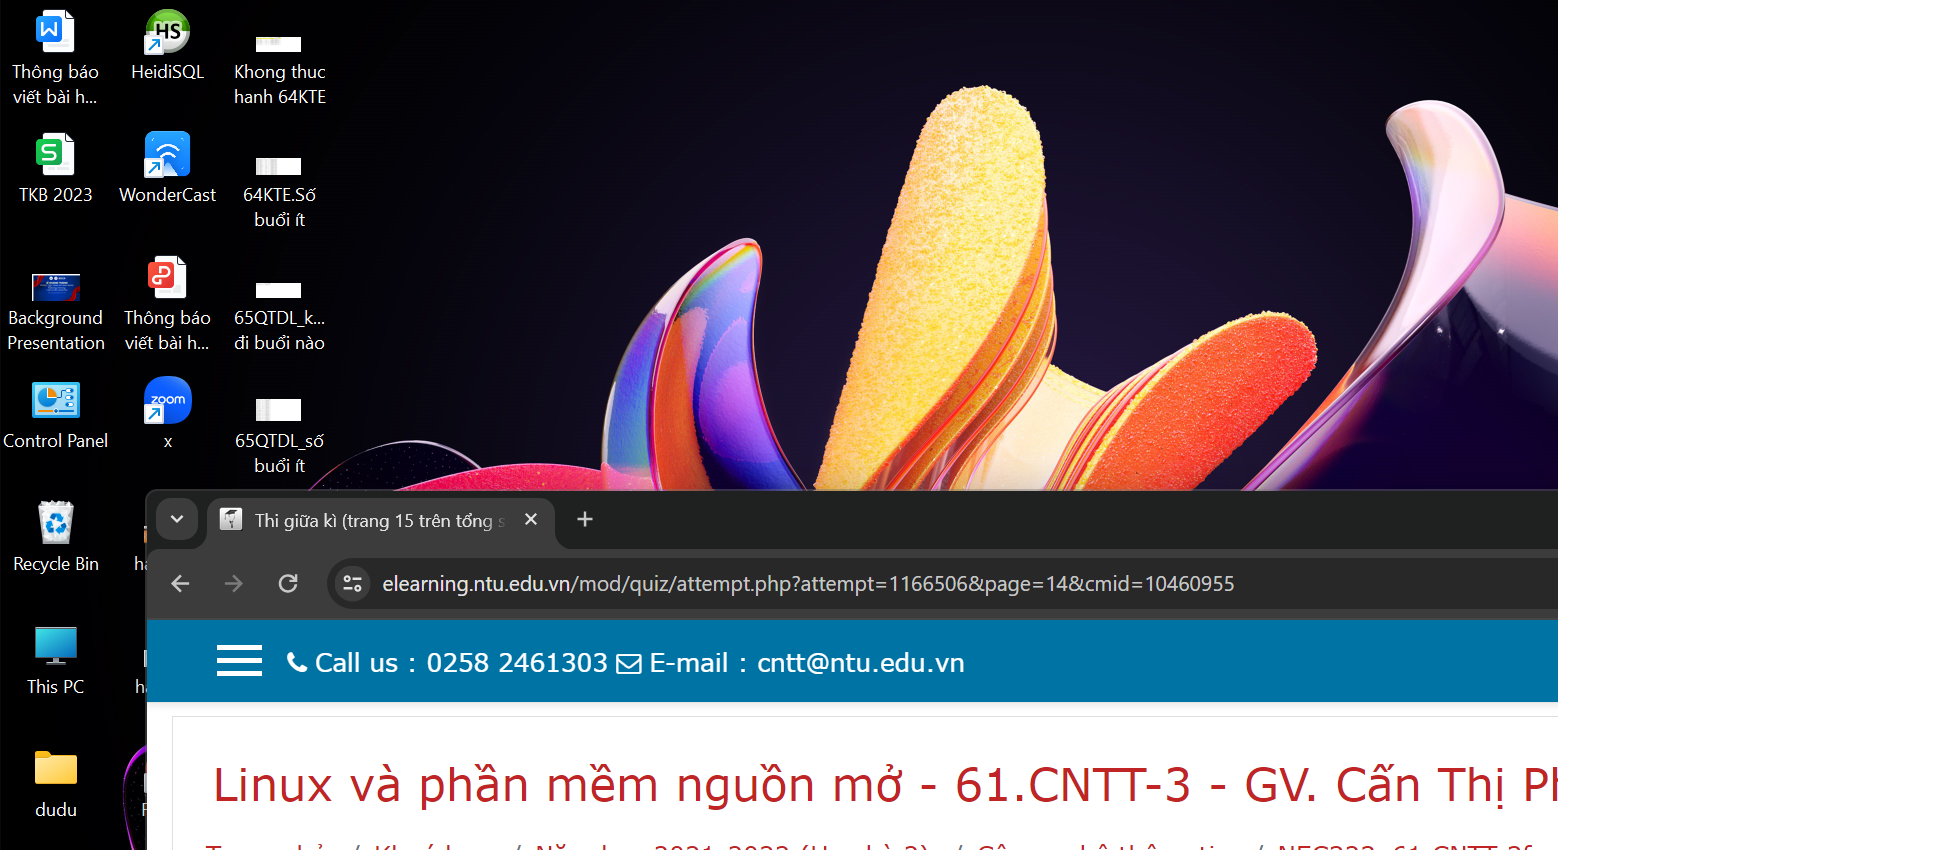 Thông báo
viết bài h...
HeidiSQL
Khong thuc
hanh 64KTE
TKB 2023
WonderCast
64KTE.Số
buổi ít
Background
Presentation
Thông báo
viết bài h...
65QTDL_k...
đi buổi nào
Control Panel
zoom
x
65QTDL_số
buổi ít
Recycle Bin
This PC
dudu
Thi giữa kì (trang 15 trên tổng s
elearning.ntu.edu.vn/mod/quiz/attempt.php?attempt=1166506&page=14&cmid=10460955
Call us : 0258 2461303 E-mail : cntt@ntu.edu.vn
Linux và phần mềm nguồn mở - 61.CNTT-3 - GV. Cấn Thị Ph